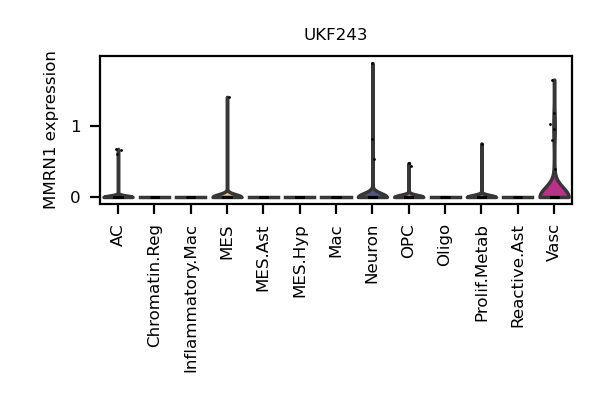 UKF243
MMRN1 expression
1
0
AC
Chromatin.Reg
Inflammatory.Mac
MES
MES.Ast
MES.Hyp
Mac
Neuron
OPC
Oligo
Prolif.Metab
Reactive.Ast
Vasc